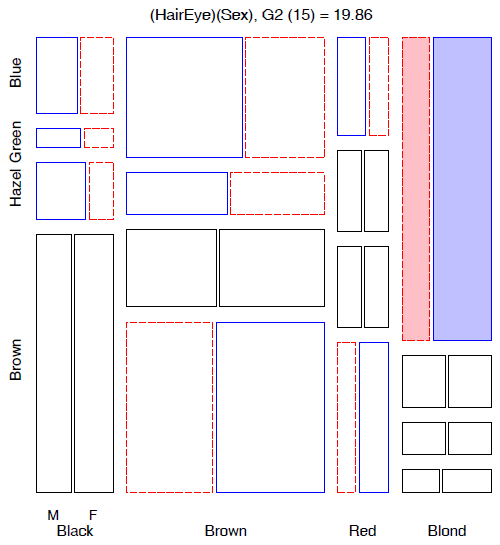 (HairEye)(Sex), G2 (15) = 19.86
Blue
Green
Hazel
Brown
M F
Black Brown Red Blond